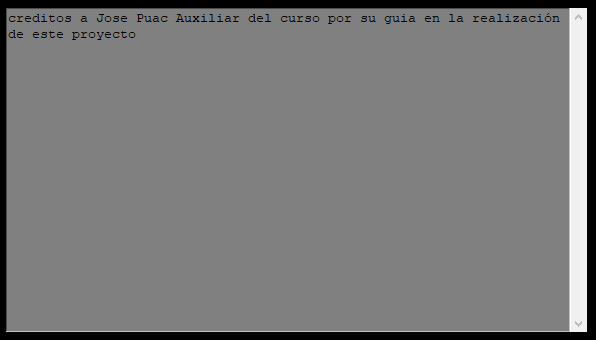 creditos a Jose Puac Auxiliar del curso por su guia en la realización
de este proyecto